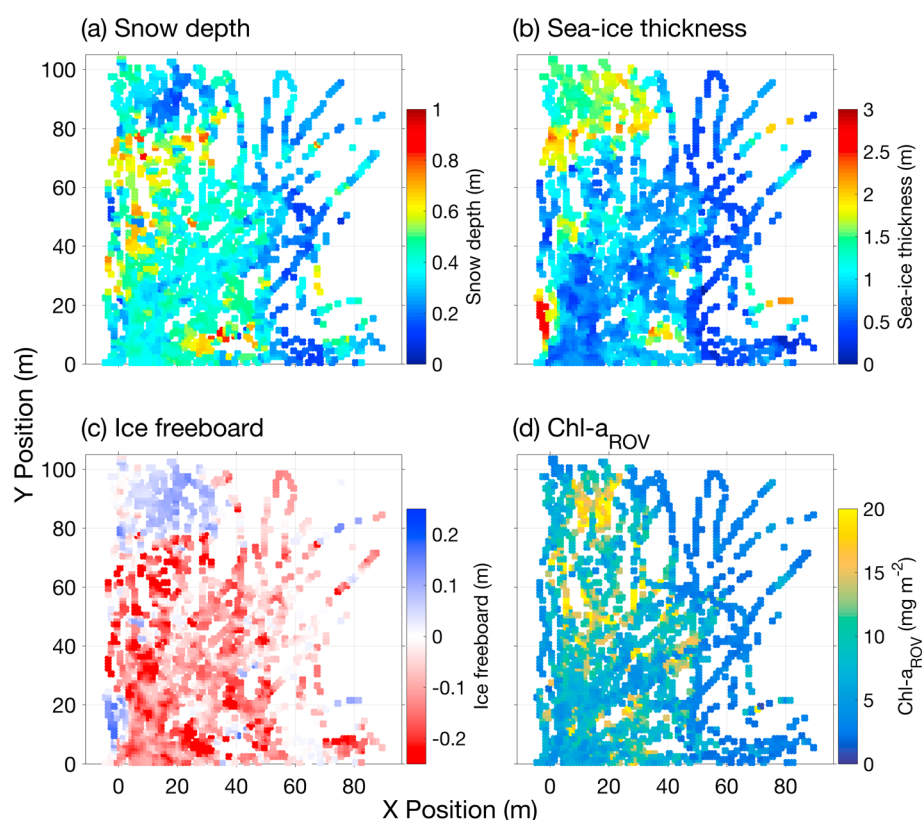 (a) Snow depth
(b) Sea-ice thickness
100
80
60
40
20
0
1
0.8
0.6
0.4
0.2
0
Snow depth (m)
3
2.5
2
1.5
1
0.5
0
Sea-ice thickness (m)
Y Position (m)
(c) Ice freeboard
(d) Chl-a_ROV
100
80
60
40
20
0
0 20 40 60 80
0.2
0.1
0
-0.1
-0.2
Ice freeboard (m)
0 20 40 60 80
20
15
10
5
0
Chl-a_ROV (mg m⁻²)
X Position (m)